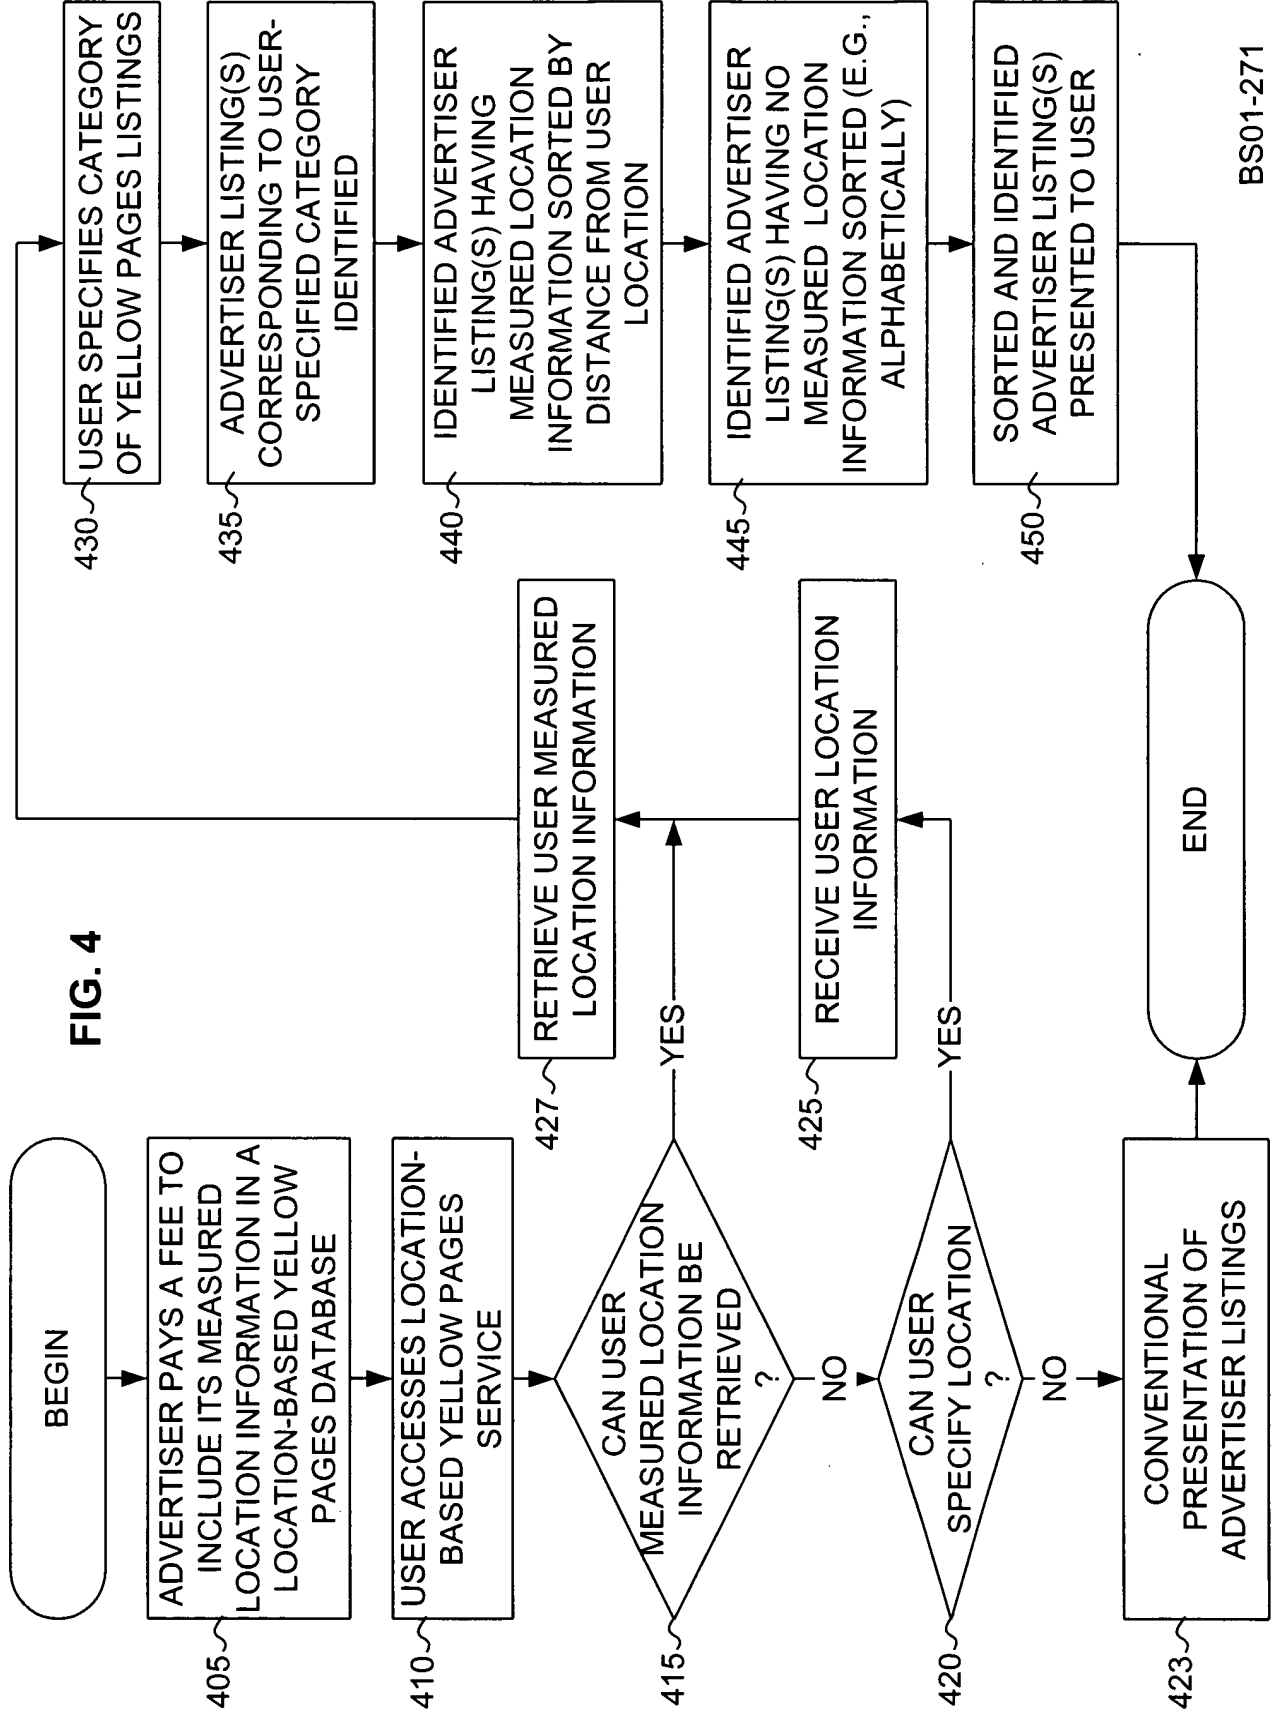 FIG. 4
BEGIN
405
ADVERTISER PAYS A FEE TO
INCLUDE ITS MEASURED
LOCATION INFORMATION IN A
LOCATION-BASED YELLOW
PAGES DATABASE
410
USER ACCESSES LOCATION-
BASED YELLOW PAGES
SERVICE
415
CAN USER
MEASURED LOCATION
INFORMATION BE
RETRIEVED
?
YES
NO
420
CAN USER
SPECIFY LOCATION
?
YES
NO
423
CONVENTIONAL
PRESENTATION OF
ADVERTISER LISTINGS
427
RETRIEVE USER MEASURED
LOCATION INFORMATION
425
RECEIVE USER LOCATION
INFORMATION
430
USER SPECIFIES CATEGORY
OF YELLOW PAGES LISTINGS
435
ADVERTISER LISTING(S)
CORRESPONDING TO USER-
SPECIFIED CATEGORY
IDENTIFIED
440
IDENTIFIED ADVERTISER
LISTING(S) HAVING
MEASURED LOCATION
INFORMATION SORTED BY
DISTANCE FROM USER
LOCATION
445
IDENTIFIED ADVERTISER
LISTING(S) HAVING NO
MEASURED LOCATION
INFORMATION SORTED (E.G.,
ALPHABETICALLY)
450
SORTED AND IDENTIFIED
ADVERTISER LISTING(S)
PRESENTED TO USER
END
BS01-271